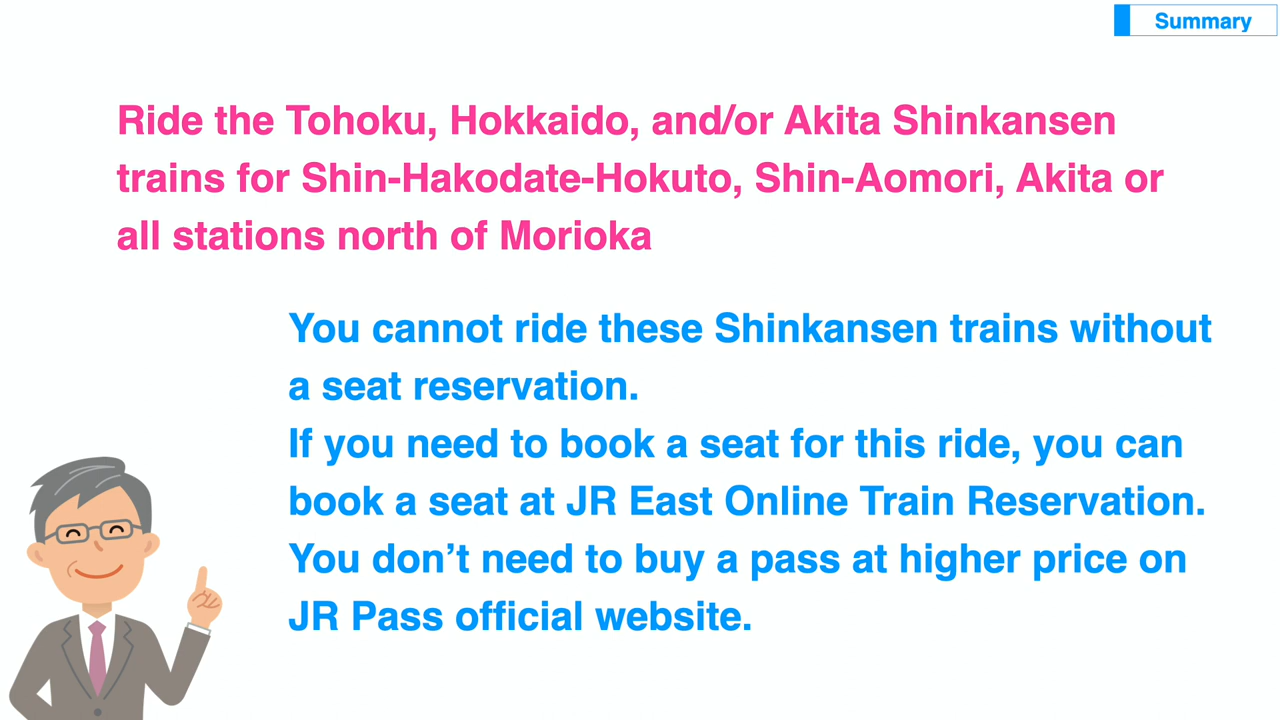 Summary
Ride the Tohoku, Hokkaido, and/or Akita Shinkansen
trains for Shin-Hakodate-Hokuto, Shin-Aomori, Akita or
all stations north of Morioka
You cannot ride these Shinkansen trains without
a seat reservation.
If you need to book a seat for this ride, you can
book a seat at JR East Online Train Reservation.
You don’t need to buy a pass at higher price on
JR Pass official website.